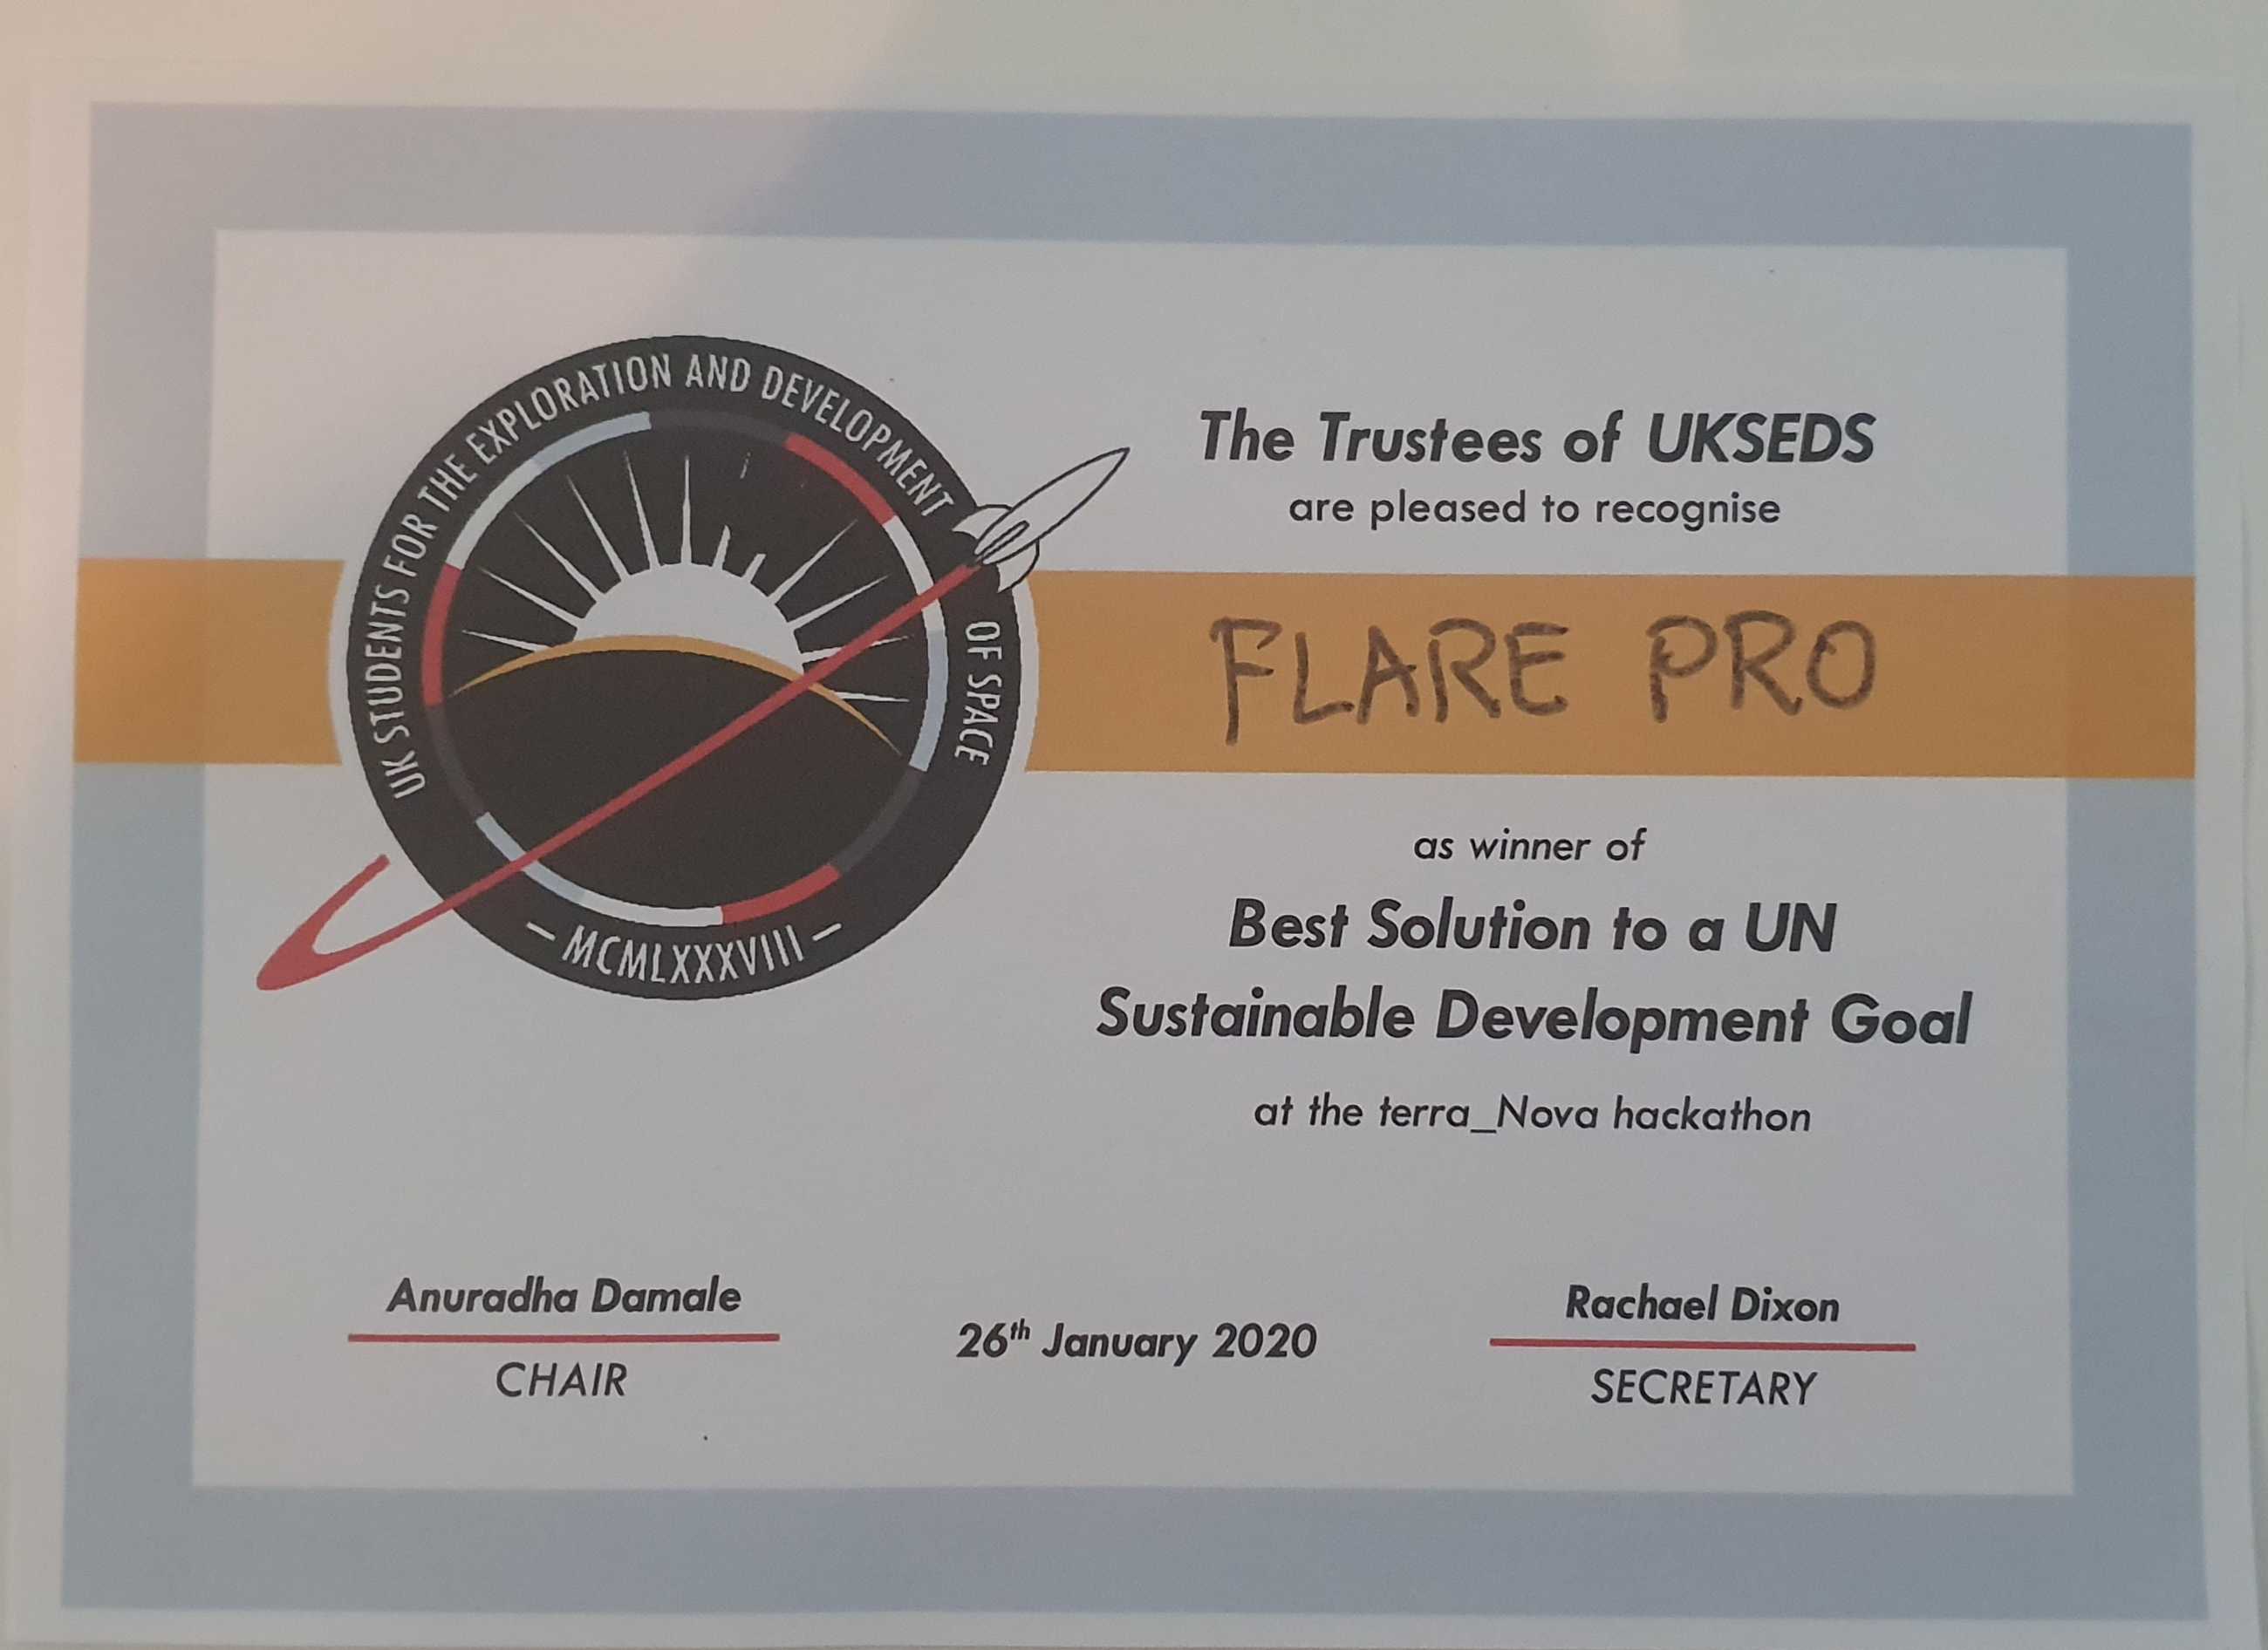 UK STUDENTS FOR THE EXPLORATION AND DEVELOPMENT OF SPACE
– MCMLXXXVIII –
The Trustees of UKSEDS
are pleased to recognise
FLARE PRO
as winner of
Best Solution to a UN
Sustainable Development Goal
at the terra_Nova hackathon
Anuradha Damale
CHAIR
26th January 2020
Rachael Dixon
SECRETARY